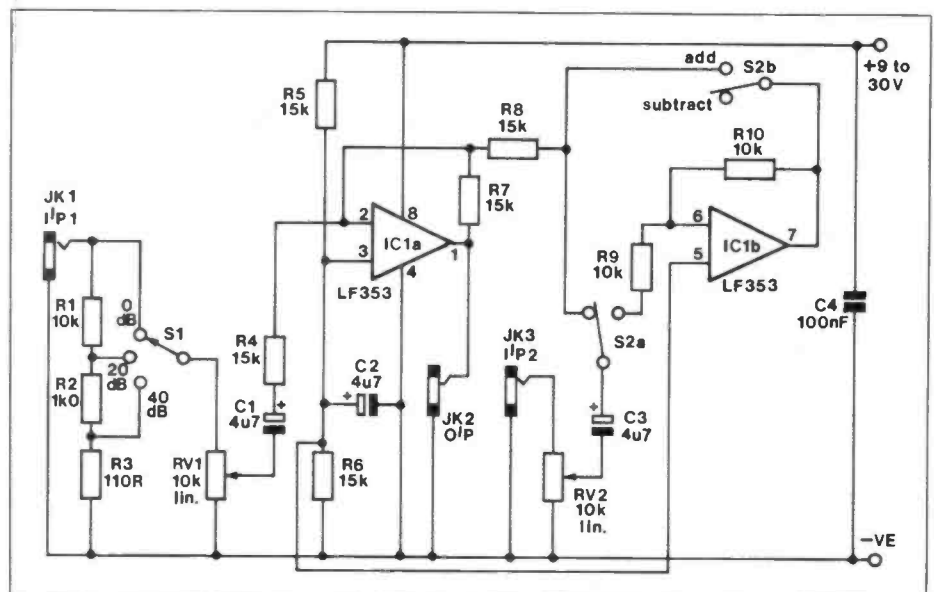 +9 to
30V
add
S2b
subtract
R5
15k
R8
15k
R10
10k
R7
15k
JK1
I/P1
2
8
3
IC1a
1
4
LF353
6
IC1b
7
5
LF353
R9
10k
C4
100nF
R1
10k
0
dB
S1
R4
15k
S2a
JK3
I/P2
20
dB
R2
1k0
40
dB
C2
4u7
+
+
C1
4u7
JK2
O/P
+
C3
4u7
R3
110R
RV1
10k
lin.
R6
15k
RV2
10k
lin.
-VE